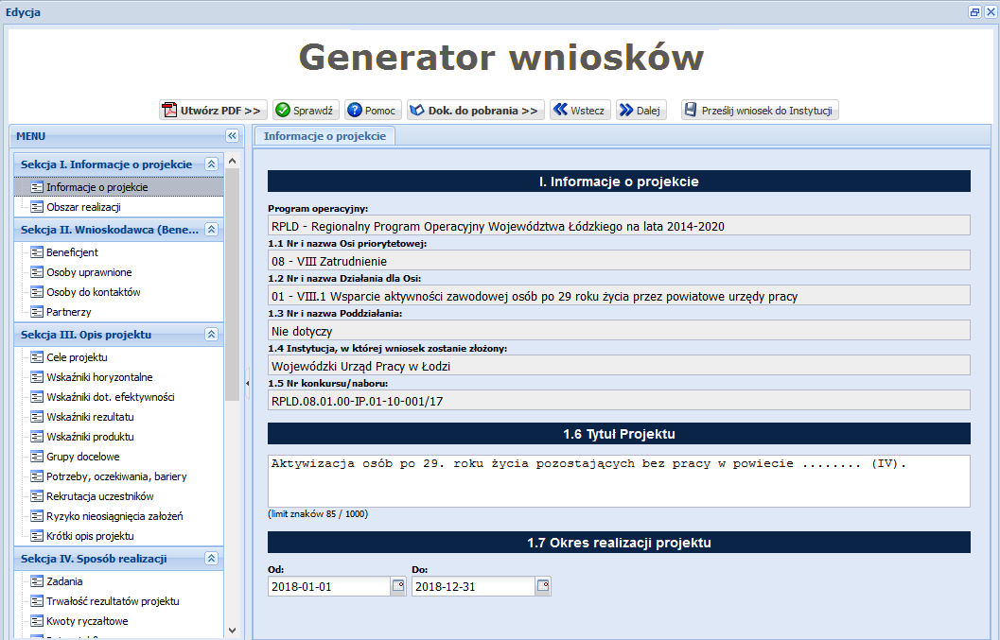 Edycja
Generator wniosków
Utwórz PDF >> Sprawdź Pomoc Dok. do pobrania >> Wstecz Dalej Prześlij wniosek do Instytucji
MENU
Sekcja I. Informacje o projekcie
Informacje o projekcie
Obszar realizacji
Sekcja II. Wnioskodawca (Bene...
Beneficjent
Osoby uprawnione
Osoby do kontaktów
Partnerzy
Sekcja III. Opis projektu
Cele projektu
Wskaźniki horyzontalne
Wskaźniki dot. efektywności
Wskaźniki rezultatu
Wskaźniki produktu
Grupy docelowe
Potrzeby, oczekiwania, bariery
Rekrutacja uczestników
Ryzyko nieosiągnięcia założeń
Krótki opis projektu
Sekcja IV. Sposób realizacji
Zadania
Trwałość rezultatów projektu
Kwoty ryczałtowe
Informacje o projekcie
I. Informacje o projekcie
Program operacyjny:
RPLD - Regionalny Program Operacyjny Województwa Łódzkiego na lata 2014-2020
1.1 Nr i nazwa Osi priorytetowej:
08 - VIII Zatrudnienie
1.2 Nr i nazwa Działania dla Osi:
01 - VIII.1 Wsparcie aktywności zawodowej osób po 29 roku życia przez powiatowe urzędy pracy
1.3 Nr i nazwa Poddziałania:
Nie dotyczy
1.4 Instytucja, w której wniosek zostanie złożony:
Wojewódzki Urząd Pracy w Łodzi
1.5 Nr konkursu/naboru:
RPLD.08.01.00-IP.01-10-001/17
1.6 Tytuł Projektu
Aktywizacja osób po 29. roku życia pozostających bez pracy w powiecie ........ (IV).
(limit znaków 85 / 1000)
1.7 Okres realizacji projektu
Od: Do:
2018-01-01 2018-12-31